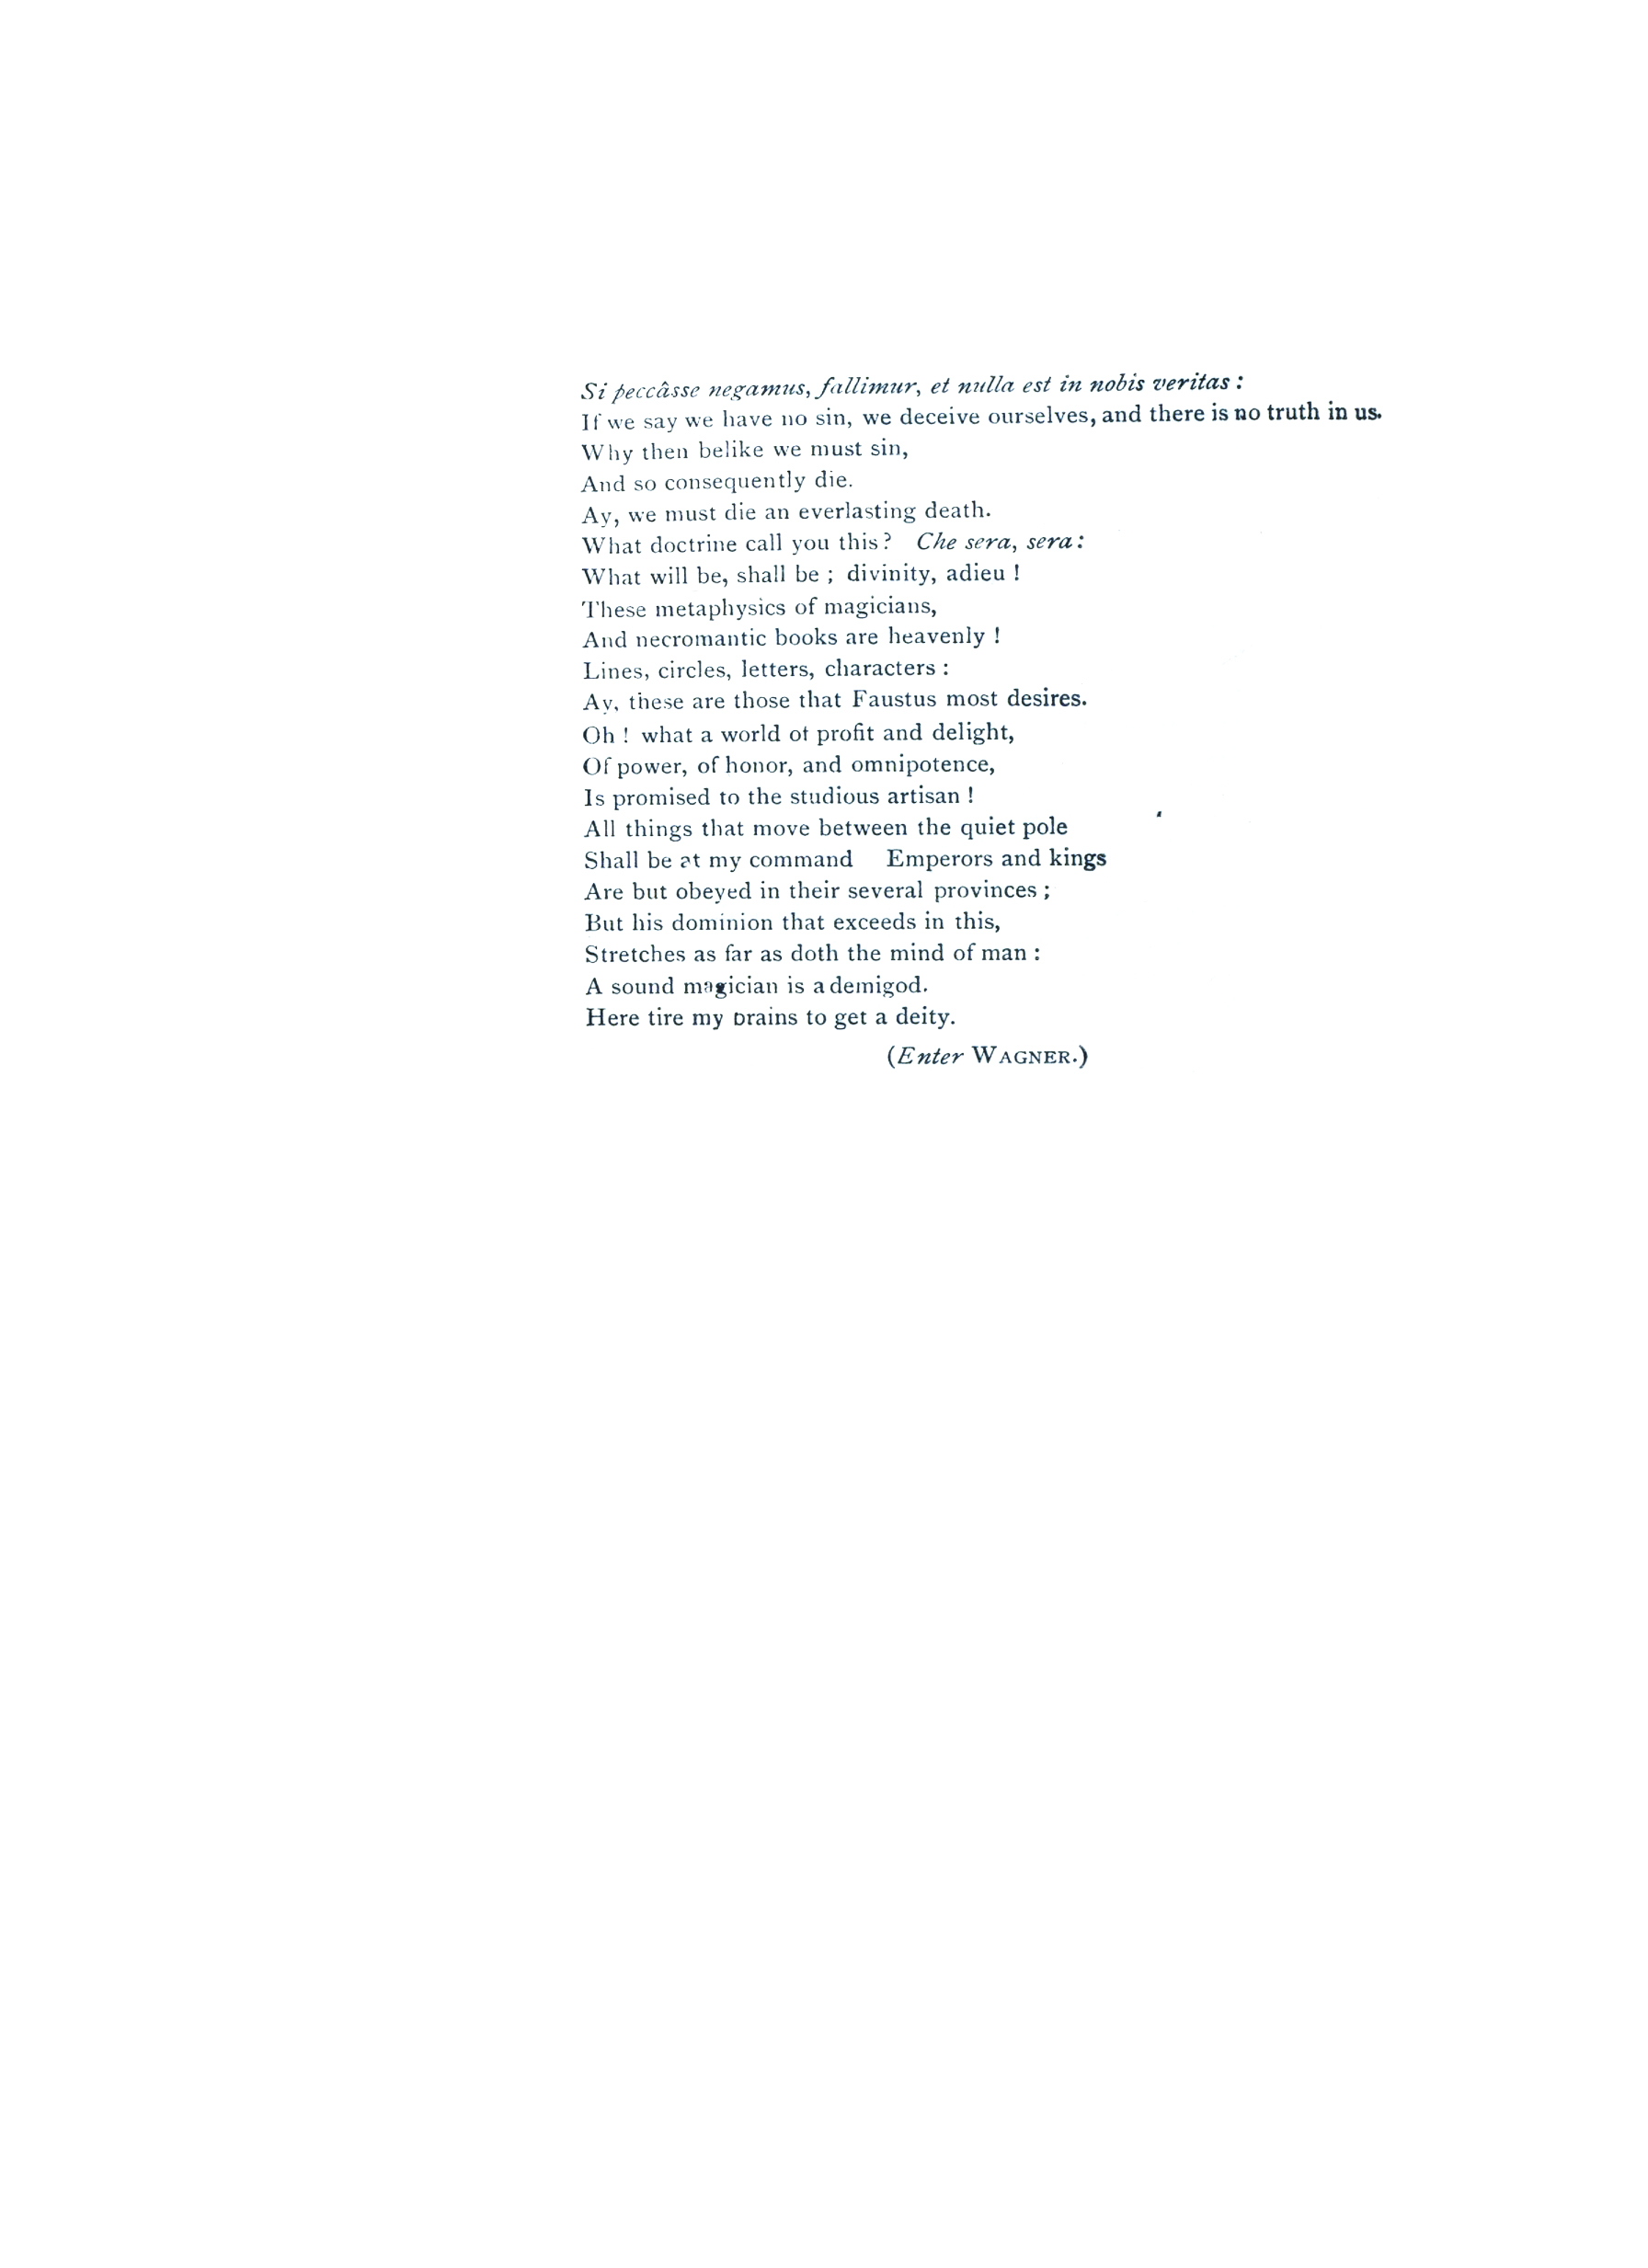 Si peccâsse negamus, fallimur, et nulla est in nobis veritas :
If we say we have no sin, we deceive ourselves, and there is no truth in us.
Why then belike we must sin,
And so consequently die.
Ay, we must die an everlasting death.
What doctrine call you this? Che sera, sera:
What will be, shall be ; divinity, adieu !
These metaphysics of magicians,
And necromantic books are heavenly !
Lines, circles, letters, characters :
Ay, these are those that Faustus most desires.
Oh ! what a world of profit and delight,
Of power, of honor, and omnipotence,
Is promised to the studious artisan !
All things that move between the quiet pole
Shall be at my command Emperors and kings
Are but obeyed in their several provinces ;
But his dominion that exceeds in this,
Stretches as far as doth the mind of man :
A sound magician is a demigod.
Here tire my brains to get a deity.
(Enter WAGNER.)